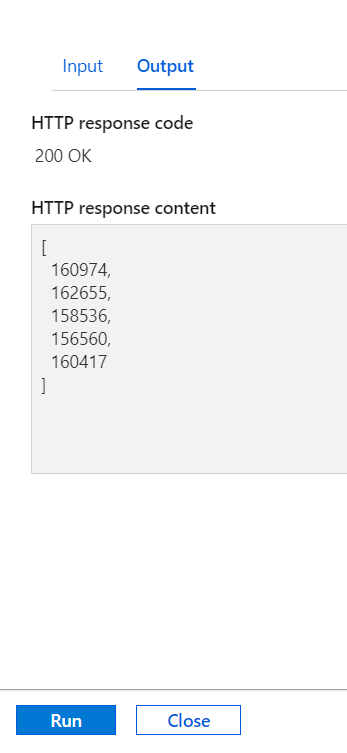 Input Output
HTTP response code
200 OK
HTTP response content
[
160974,
162655,
158536,
156560,
160417
]
Run Close